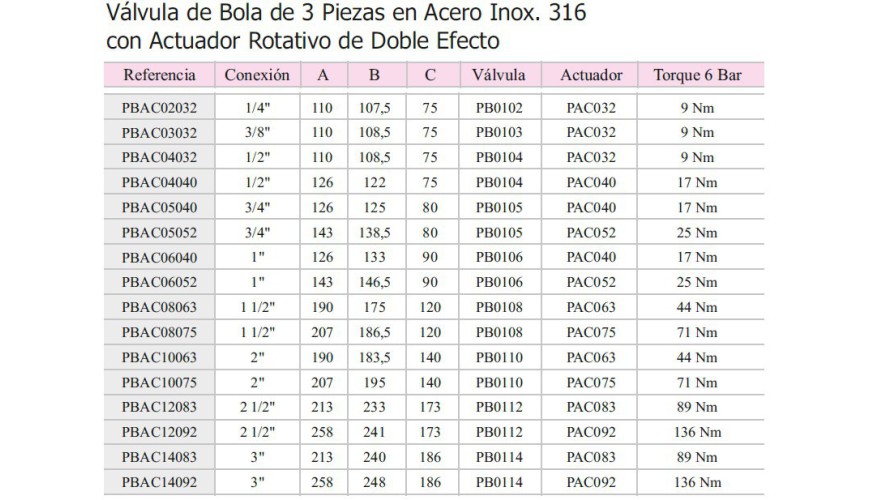 Válvula de Bola de 3 Piezas en Acero Inox. 316
con Actuador Rotativo de Doble Efecto
Referencia Conexión A B C Válvula Actuador Torque 6 Bar
PBAC02032 1/4" 110 107,5 75 PB0102 PAC032 9 Nm
PBAC03032 3/8" 110 108,5 75 PB0103 PAC032 9 Nm
PBAC04032 1/2" 110 108,5 75 PB0104 PAC032 9 Nm
PBAC04040 1/2" 126 122 75 PB0104 PAC040 17 Nm
PBAC05040 3/4" 126 125 80 PB0105 PAC040 17 Nm
PBAC05052 3/4" 143 138,5 80 PB0105 PAC052 25 Nm
PBAC06040 1" 126 133 90 PB0106 PAC040 17 Nm
PBAC06052 1" 143 146,5 90 PB0106 PAC052 25 Nm
PBAC08063 1 1/2" 190 175 120 PB0108 PAC063 44 Nm
PBAC08075 1 1/2" 207 186,5 120 PB0108 PAC075 71 Nm
PBAC10063 2" 190 183,5 140 PB0110 PAC063 44 Nm
PBAC10075 2" 207 195 140 PB0110 PAC075 71 Nm
PBAC12083 2 1/2" 213 233 173 PB0112 PAC083 89 Nm
PBAC12092 2 1/2" 258 241 173 PB0112 PAC092 136 Nm
PBAC14083 3" 213 240 186 PB0114 PAC083 89 Nm
PBAC14092 3" 258 248 186 PB0114 PAC092 136 Nm